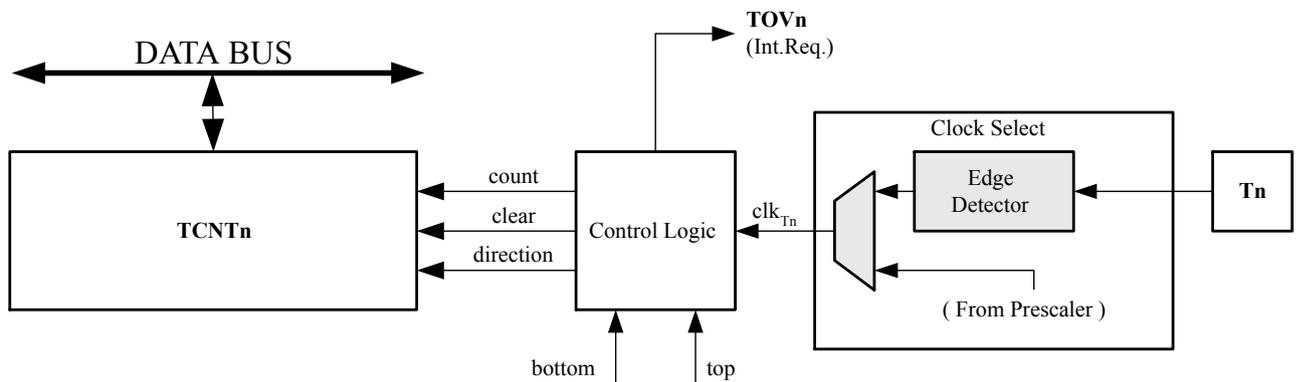 TOVn
(Int.Req.)
DATA BUS
Clock Select
count
clear
direction
TCNTn
Control Logic
clkTn
Edge
Detector
Tn
( From Prescaler )
bottom
top